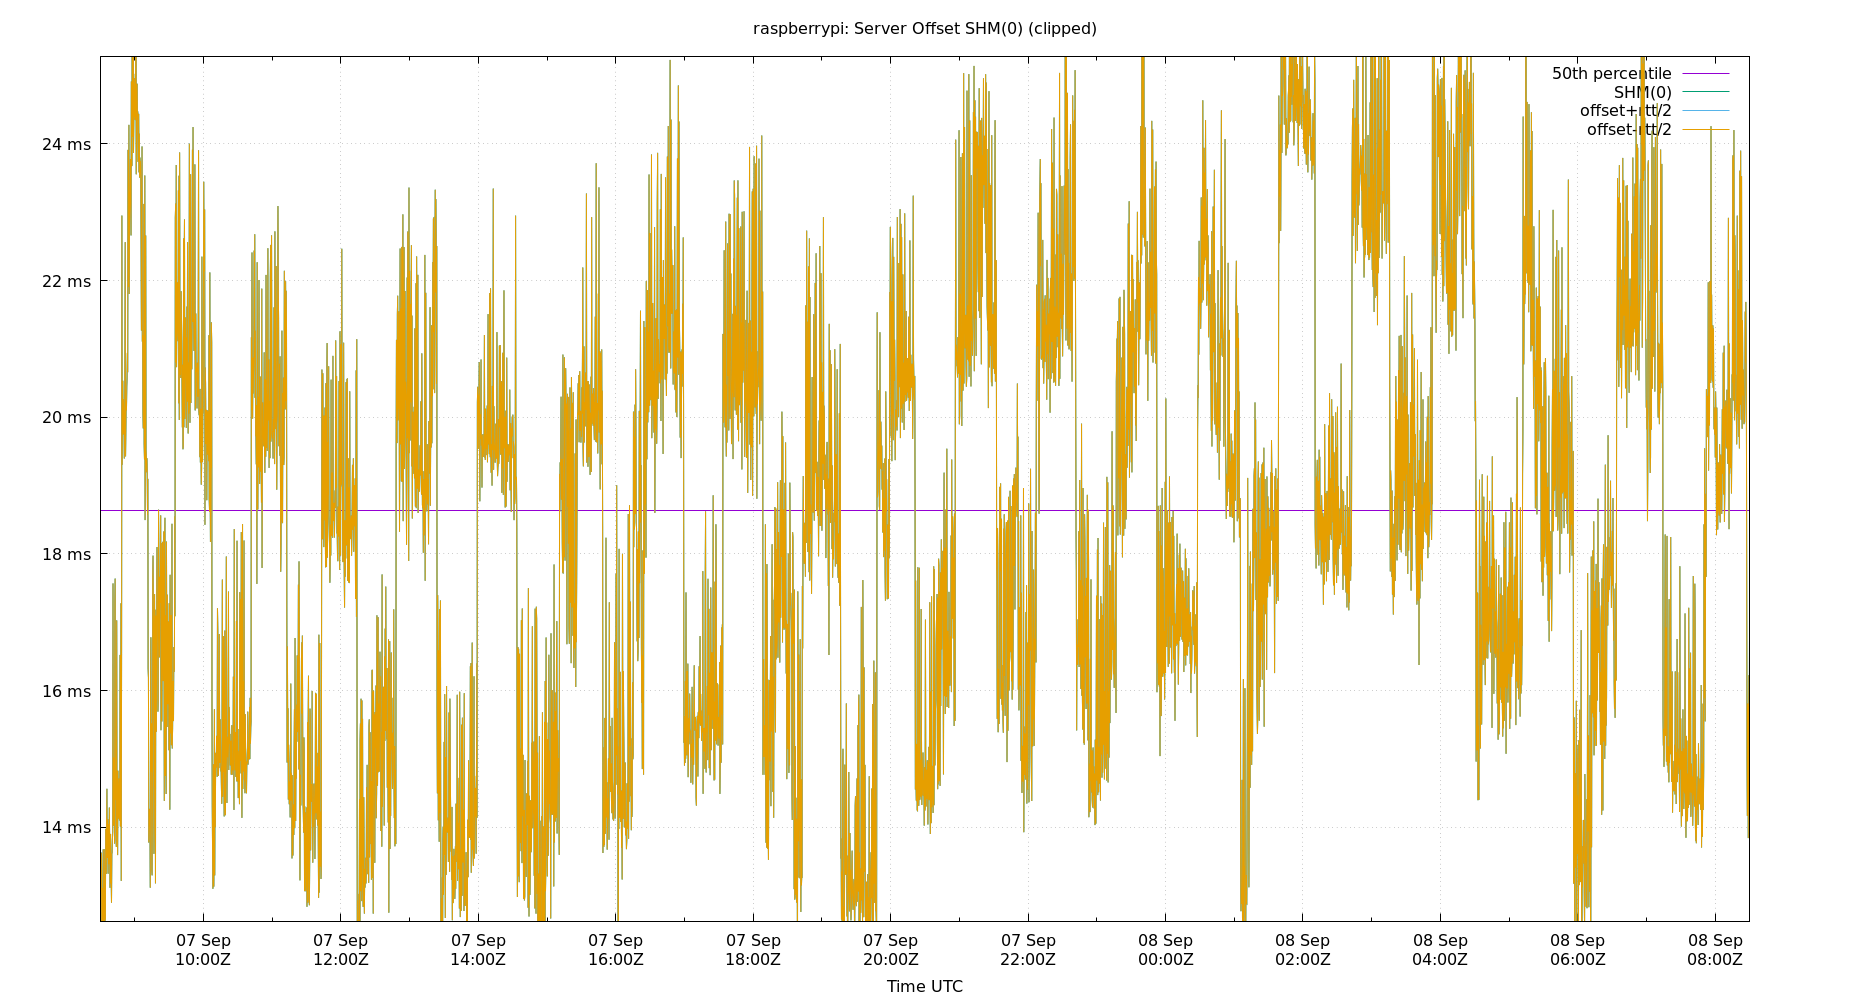 raspberrypi: Server Offset SHM(0) (clipped)
50th percentile
SHM(0)
offset+rtt/2
offset-rtt/2
24 ms
22 ms
20 ms
18 ms
16 ms
14 ms
07 Sep 07 Sep 07 Sep 07 Sep 07 Sep 07 Sep 07 Sep 08 Sep 08 Sep 08 Sep 08 Sep 08 Sep
10:00Z 12:00Z 14:00Z 16:00Z 18:00Z 20:00Z 22:00Z 00:00Z 02:00Z 04:00Z 06:00Z 08:00Z
Time UTC